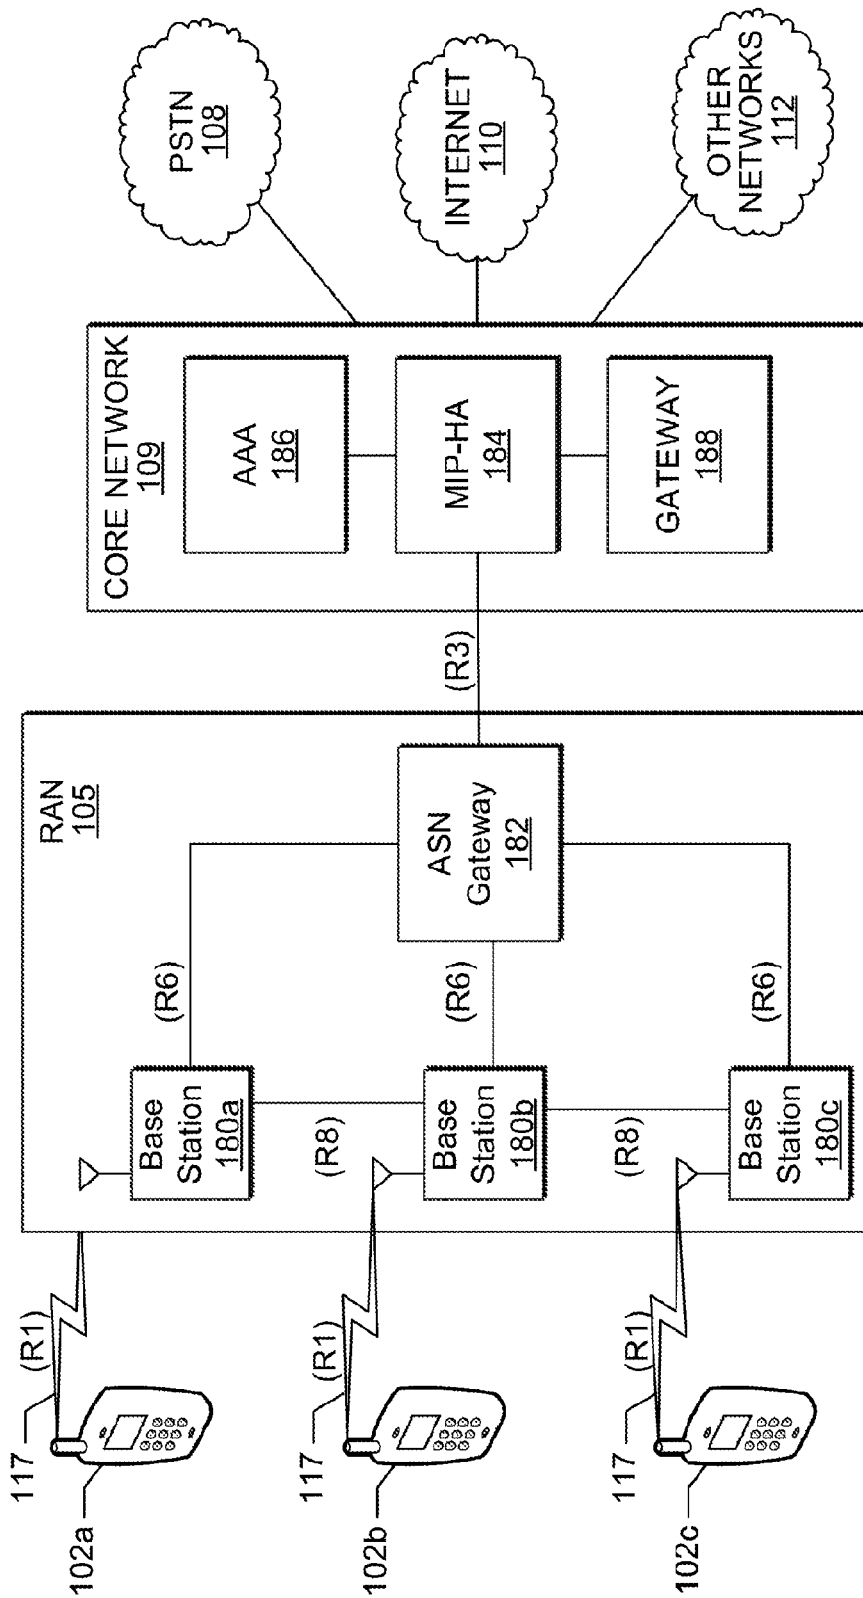 117
(R1)
102a
117
(R1)
102b
117
(R1)
102c
RAN
105
Base
Station
180a
(R8)
Base
Station
180b
(R8)
Base
Station
180c
(R6)
(R6)
(R6)
ASN
Gateway
182
(R3)
CORE NETWORK
109
AAA
186
MIP-HA
184
GATEWAY
188
PSTN
108
INTERNET
110
OTHER
NETWORKS
112